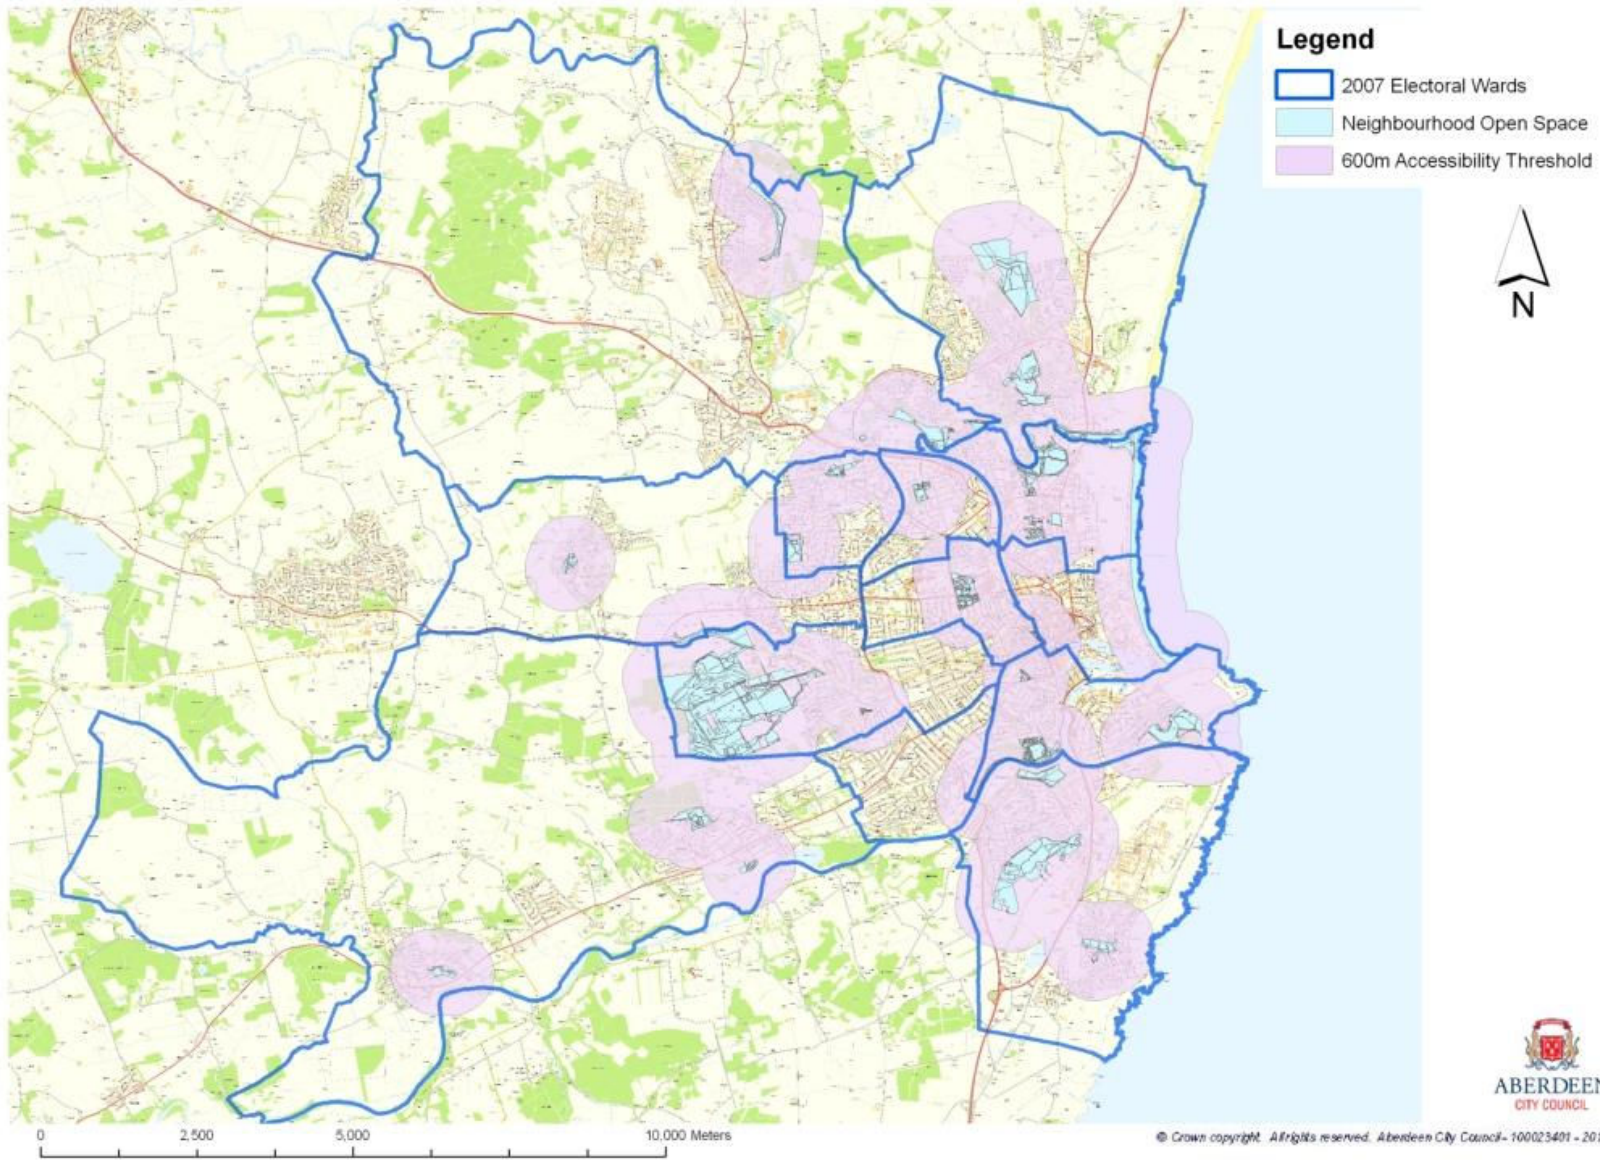 Legend
2007 Electoral Wards
Neighbourhood Open Space
600m Accessibility Threshold
N
ABERDEEN
CITY COUNCIL
0 2,500 5,000 10,000 Meters
© Crown copyright. All rights reserved. Aberdeen City Council - 100023401 - 201